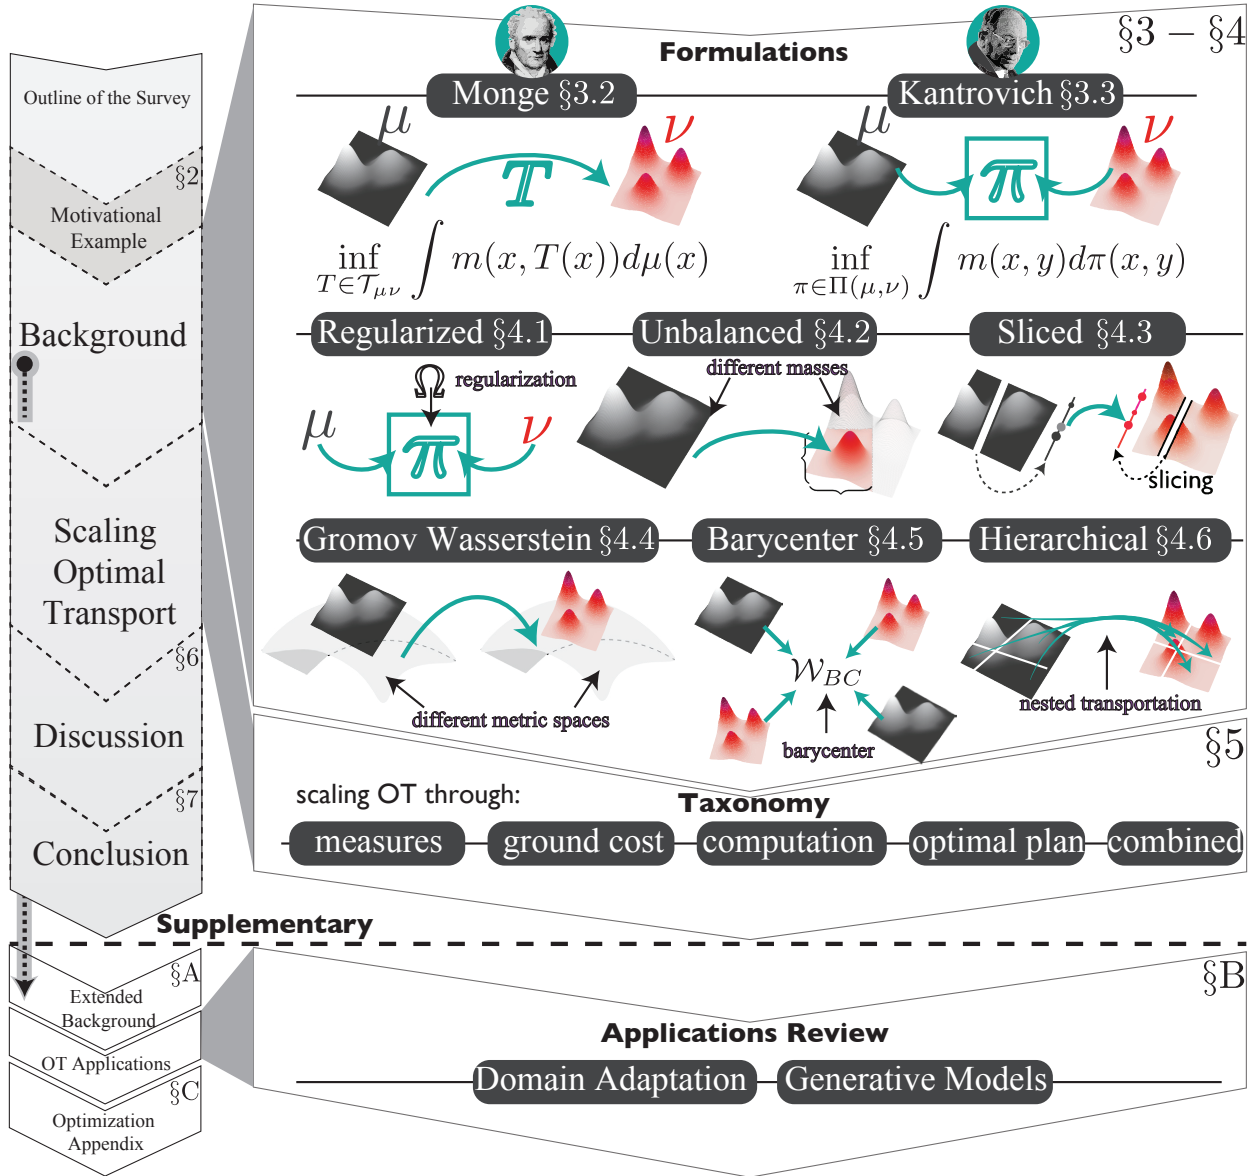 Outline of the Survey
§2
Motivational
Example
Background
Scaling
Optimal
Transport
§6
Discussion
§7
Conclusion
§3 – §4
Formulations
Monge §3.2
Kantrovich §3.3
μ
ν
T
μ
ν
π
inf T∈𝒯μν ∫ m(x, T(x))dμ(x)
inf π∈Π(μ,ν) ∫ m(x, y)dπ(x, y)
Regularized §4.1
Unbalanced §4.2
Sliced §4.3
Ω regularization
μ
π
ν
different masses
slicing
Gromov Wasserstein §4.4
Barycenter §4.5
Hierarchical §4.6
different metric spaces
𝒲BC
barycenter
nested transportation
§5
scaling OT through:
Taxonomy
measures
ground cost
computation
optimal plan
combined
Supplementary
§A
Extended
Background
OT Applications
§C
Optimization
Appendix
§B
Applications Review
Domain Adaptation
Generative Models